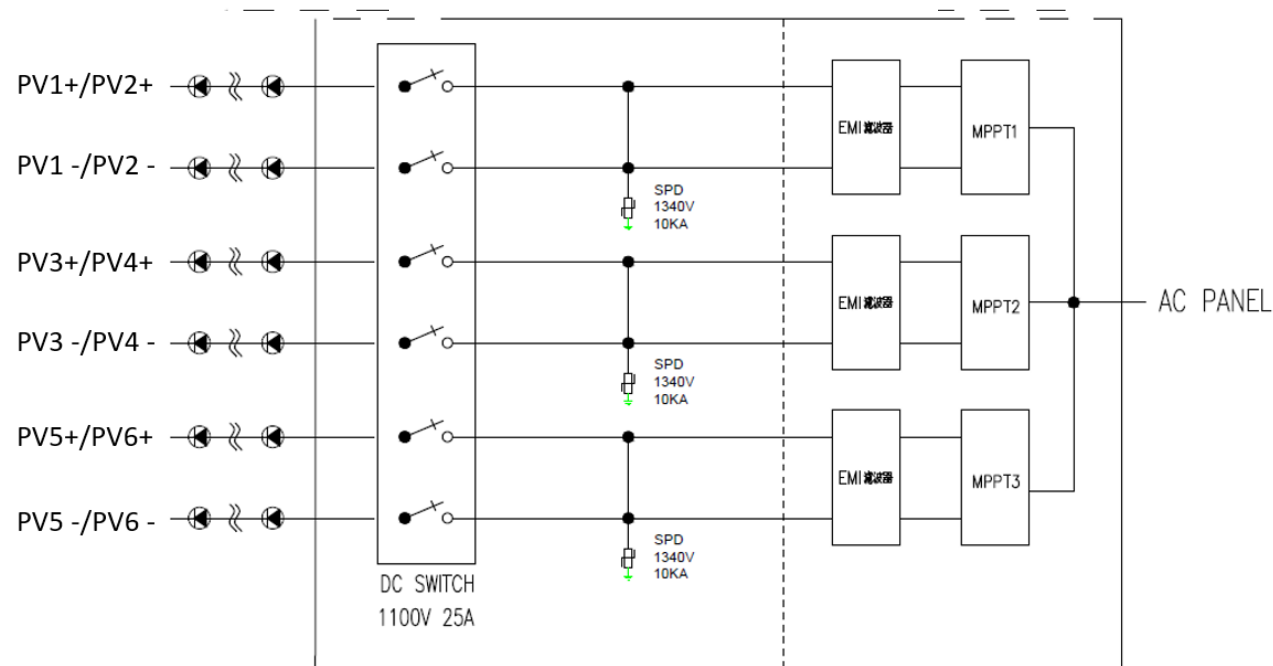 PV1+/PV2+
PV1 -/PV2 -
SPD
1340V
10KA
EMI滤波器
MPPT1
PV3+/PV4+
PV3 -/PV4 -
SPD
1340V
10KA
EMI滤波器
MPPT2
AC PANEL
PV5+/PV6+
PV5 -/PV6 -
SPD
1340V
10KA
EMI滤波器
MPPT3
DC SWITCH
1100V 25A